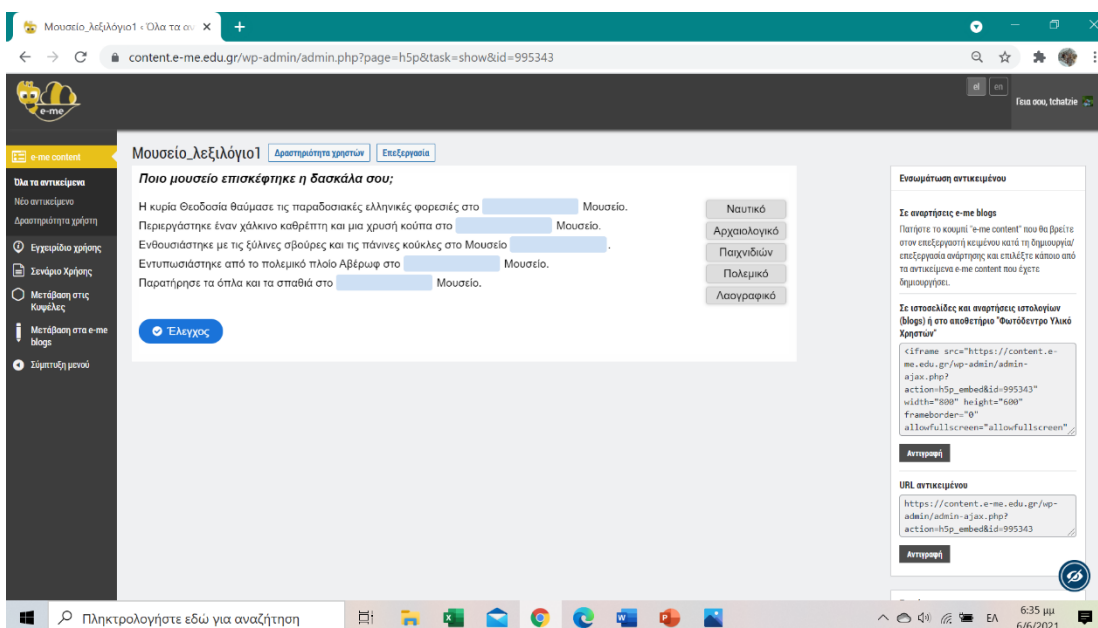 Μουσείο_λεξιλόγιο1 ‹ Όλα τα αν
content.e-me.edu.gr/wp-admin/admin.php?page=h5p&task=show&id=995343
e-me
el en
Γεια σου, tchatzie
e-me content
Όλα τα αντικείμενα
Νέο αντικείμενο
Δραστηριότητα χρήστη
Εγχειρίδιο χρήσης
Σενάριο Χρήσης
Μετάβαση στις
Κυψέλες
Μετάβαση στα e-me
blogs
Σύμπτυξη μενού
Μουσείο_λεξιλόγιο1 Δραστηριότητα χρηστών Επεξεργασία
Ποιο μουσείο επισκέφτηκε η δασκάλα σου;
Η κυρία Θεοδοσία θαύμασε τις παραδοσιακές ελληνικές φορεσιές στο Μουσείο.
Περιεργάστηκε έναν χάλκινο καθρέπτη και μια χρυσή κούπα στο Μουσείο.
Ενθουσιάστηκε με τις ξύλινες σβούρες και τις πάνινες κούκλες στο Μουσείο .
Εντυπωσιάστηκε από το πολεμικό πλοίο Αβέρωφ στο Μουσείο.
Παρατήρησε τα όπλα και τα σπαθιά στο Μουσείο.
Ναυτικό
Αρχαιολογικό
Παιχνιδιών
Πολεμικό
Λαογραφικό
Έλεγχος
Ενσωμάτωση αντικειμένου
Σε αναρτήσεις e-me blogs
Πατήστε το κουμπί "e-me content" που θα βρείτε
στον επεξεργαστή κειμένου κατά τη δημιουργία/
επεξεργασία ανάρτησης και επιλέξτε κάποιο από
τα αντικείμενα e-me content που έχετε
δημιουργήσει.
Σε ιστοσελίδες και αναρτήσεις ιστολογίων
(blogs) ή στο αποθετήριο "Φωτόδεντρο Υλικό
Χρηστών"
<iframe src="https://content.e-
me.edu.gr/wp-admin/admin-
ajax.php?
action=h5p_embed&id=995343"
width="800" height="600"
frameborder="0"
allowfullscreen="allowfullscreen"
Αντιγραφή
URL αντικειμένου
https://content.e-me.edu.gr/wp-
admin/admin-ajax.php?
action=h5p_embed&id=995343
Αντιγραφή
Πληκτρολογήστε εδώ για αναζήτηση
ΕΛ
6:35 μμ
6/6/2021